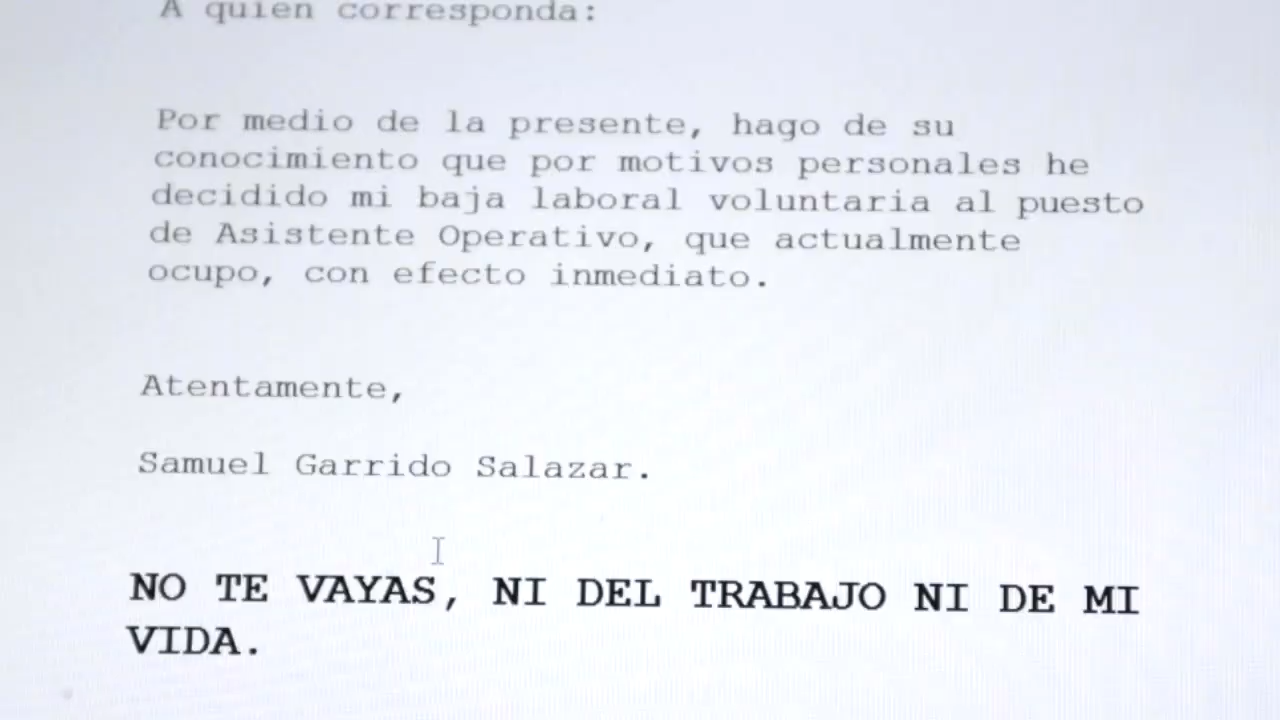 A quien corresponda:
Por medio de la presente, hago de su
conocimiento que por motivos personales he
decidido mi baja laboral voluntaria al puesto
de Asistente Operativo, que actualmente
ocupo, con efecto inmediato.
Atentamente,
Samuel Garrido Salazar.
NO TE VAYAS, NI DEL TRABAJO NI DE MI
VIDA.